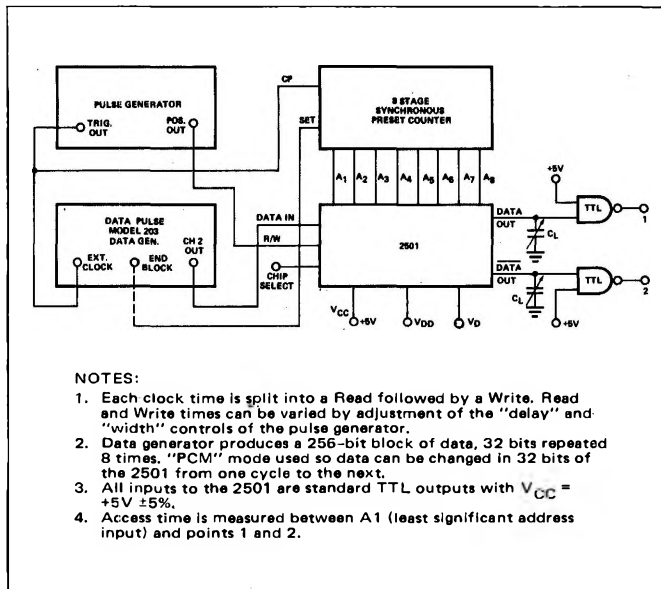 PULSE GENERATOR
TRIG.
OUT
POS.
OUT
CP
SET
8 STAGE
SYNCHRONOUS
PRESET COUNTER
A1 A2 A3 A4 A5 A6 A7 A8
DATA PULSE
MODEL 203
DATA GEN.
EXT.
CLOCK
END
BLOCK
CH 2
OUT
DATA IN
R/W
CHIP
SELECT
2501
DATA
OUT
DATA
OUT
CL
CL
+5V
TTL
1
TTL
2
+5V
VCC
+5V
VDD
VD
NOTES:
1. Each clock time is split into a Read followed by a Write. Read
and Write times can be varied by adjustment of the "delay" and
"width" controls of the pulse generator.
2. Data generator produces a 256-bit block of data, 32 bits repeated
8 times. "PCM" mode used so data can be changed in 32 bits of
the 2501 from one cycle to the next.
3. All inputs to the 2501 are standard TTL outputs with VCC =
+5V ±5%.
4. Access time is measured between A1 (least significant address
input) and points 1 and 2.